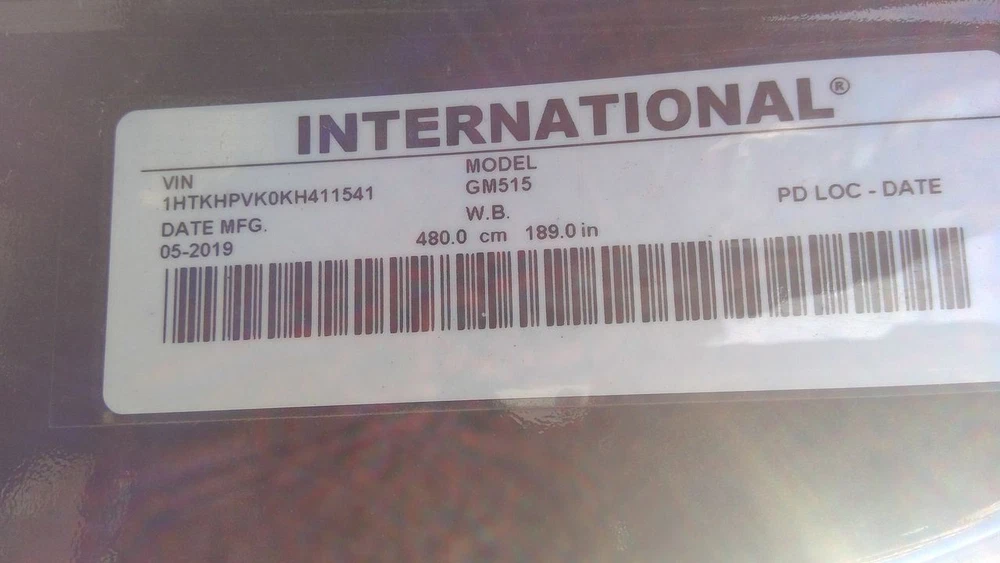 INTERNATIONAL®
VIN
1HTKHPVK0KH411541
DATE MFG.
05-2019
MODEL
GM515
W.B.
480.0 cm 189.0 in
PD LOC - DATE